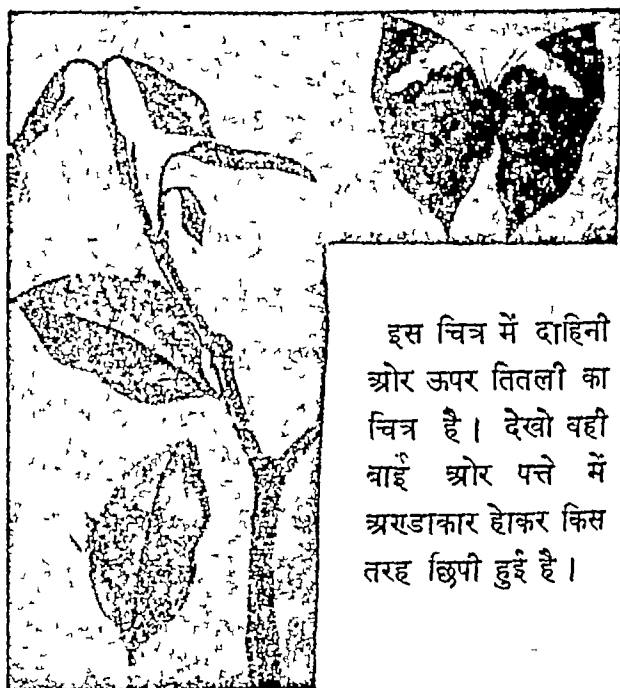 इस चित्र में दाहिनी
ओर ऊपर तितली का
चित्र है। देखो वही
बाईं ओर पत्ते में
अण्डाकार होकर किस
तरह छिपी हुई है।